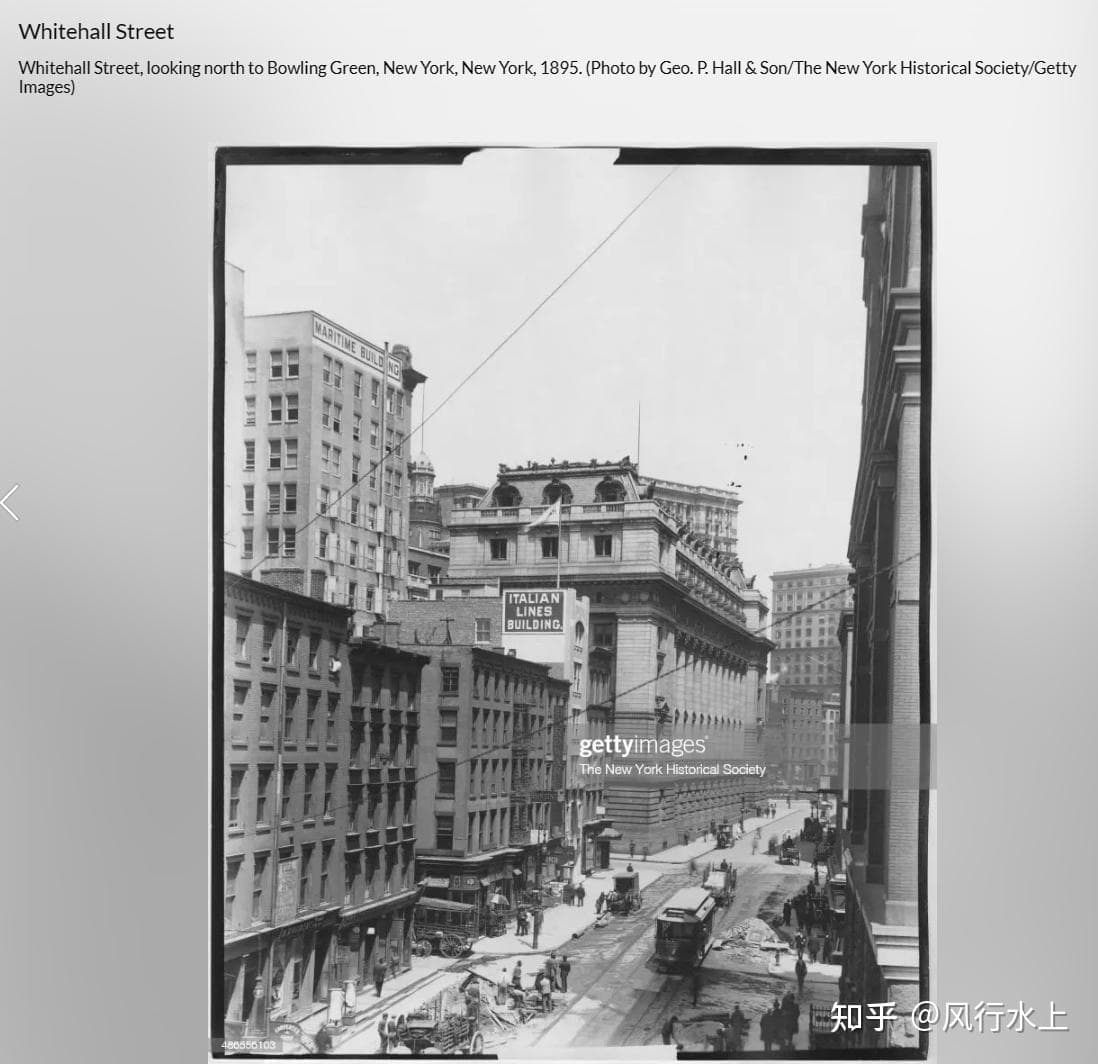 Whitehall Street
Whitehall Street, looking north to Bowling Green, New York, New York, 1895. (Photo by Geo. P. Hall & Son/The New York Historical Society/Getty
Images)
MARITIME BUILDING
ITALIAN
LINES
BUILDING.
gettyimages
The New York Historical Society
486556103
知乎 @风行水上